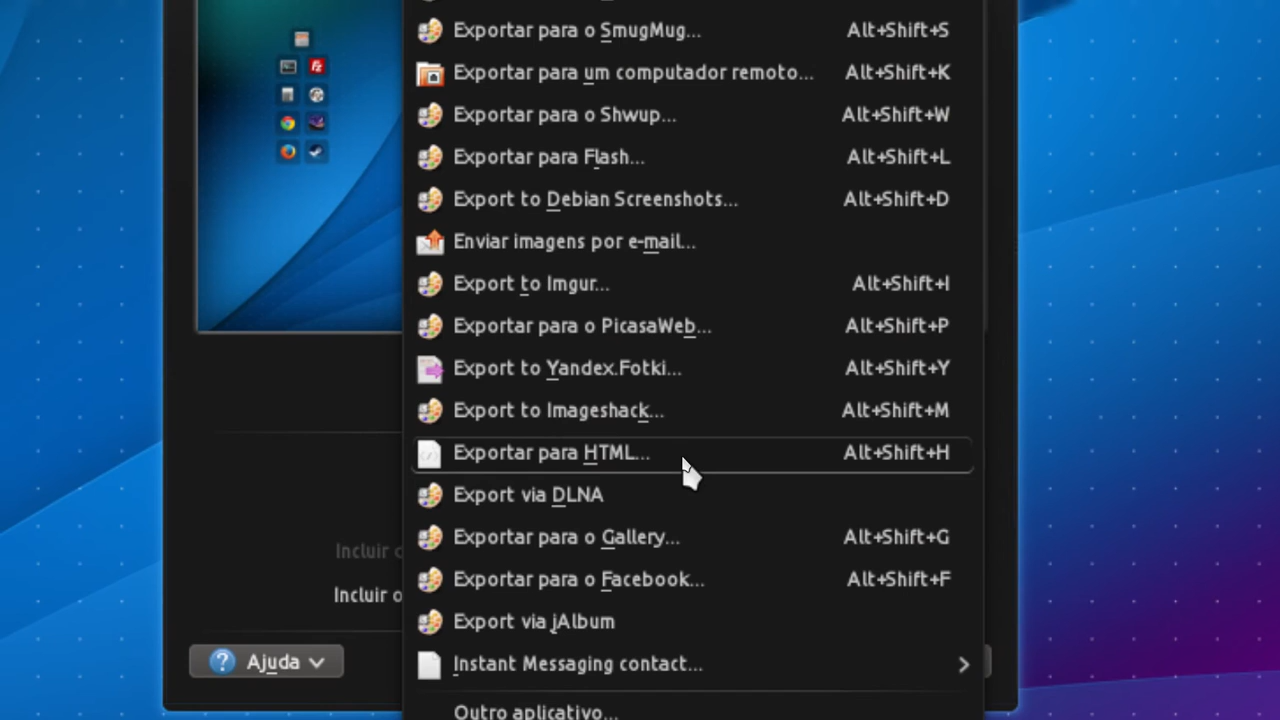 Exportar para o SmugMug... Alt+Shift+S
Exportar para um computador remoto... Alt+Shift+K
Exportar para o Shwup... Alt+Shift+W
Exportar para Flash... Alt+Shift+L
Export to Debian Screenshots... Alt+Shift+D
Enviar imagens por e-mail...
Export to Imgur... Alt+Shift+I
Exportar para o PicasaWeb... Alt+Shift+P
Export to Yandex.Fotki... Alt+Shift+Y
Export to Imageshack... Alt+Shift+M
Exportar para HTML... Alt+Shift+H
Export via DLNA
Exportar para o Gallery... Alt+Shift+G
Incluir
Exportar para o Facebook... Alt+Shift+F
Incluir o
Export via jAlbum
Ajuda
Instant Messaging contact...
Outro aplicativo...